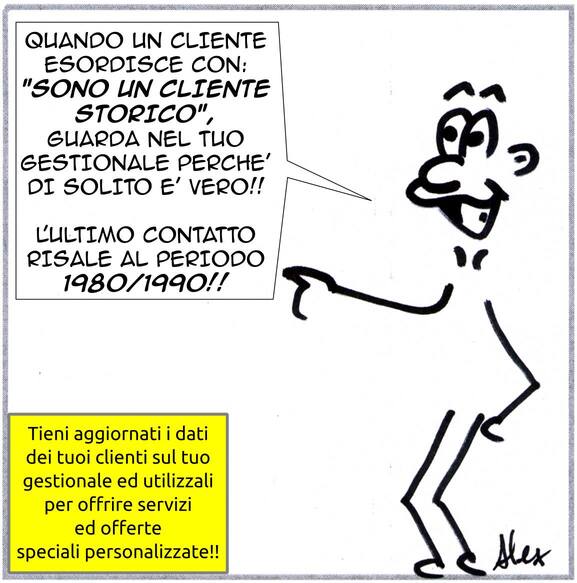 QUANDO UN CLIENTE
ESORDISCE CON:
"SONO UN CLIENTE
STORICO",
GUARDA NEL TUO
GESTIONALE PERCHE'
DI SOLITO E' VERO!!
L'ULTIMO CONTATTO
RISALE AL PERIODO
1980/1990!!
Tieni aggiornati i dati
dei tuoi clienti sul tuo
gestionale ed utilizzali
per offrire servizi
ed offerte
speciali personalizzate!!
Alex